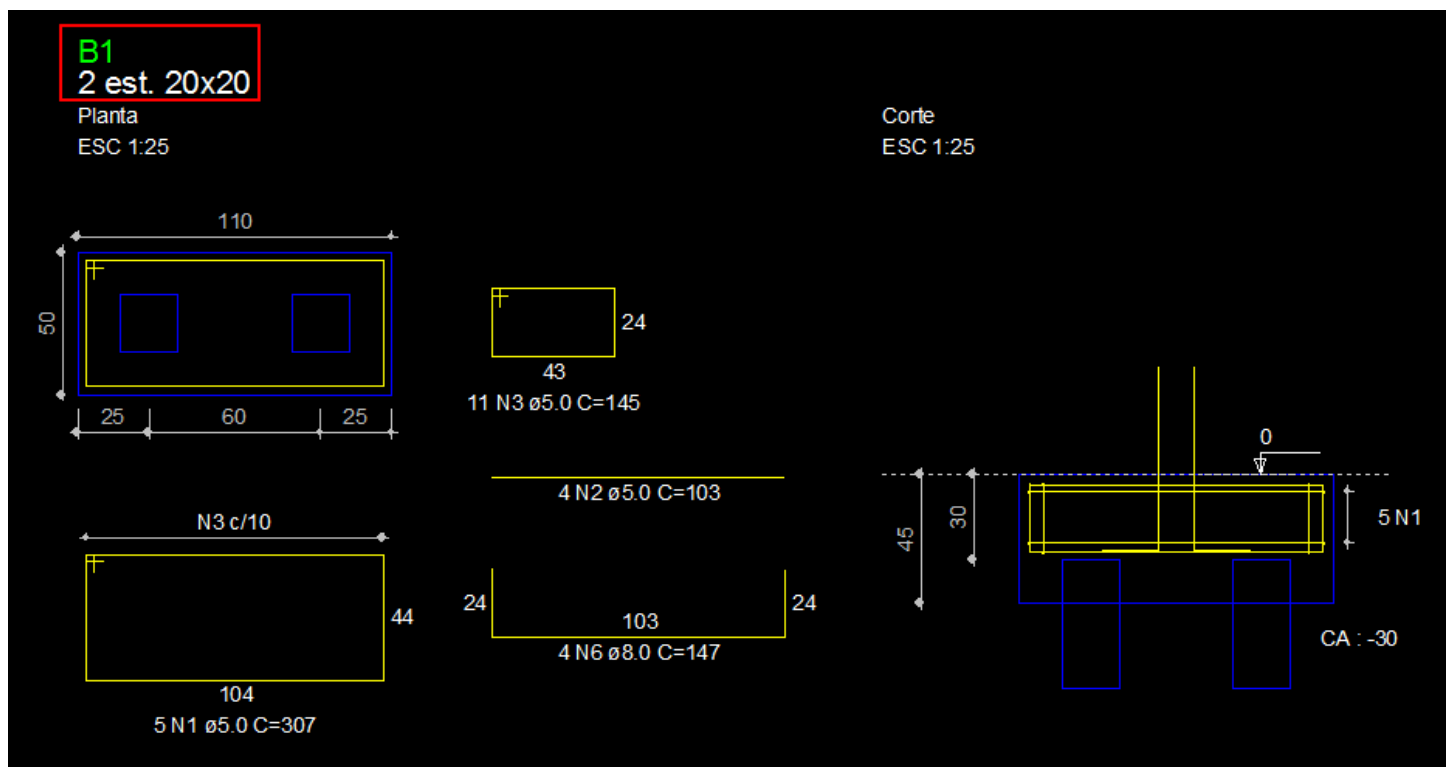 B1
2 est. 20x20
Planta
ESC 1:25
Corte
ESC 1:25
110
50
25
60
25
24
43
11 N3 ø5.0 C=145
4 N2 ø5.0 C=103
N3 c/10
44
104
5 N1 ø5.0 C=307
24
103
24
4 N6 ø8.0 C=147
0
45
30
5 N1
CA : -30